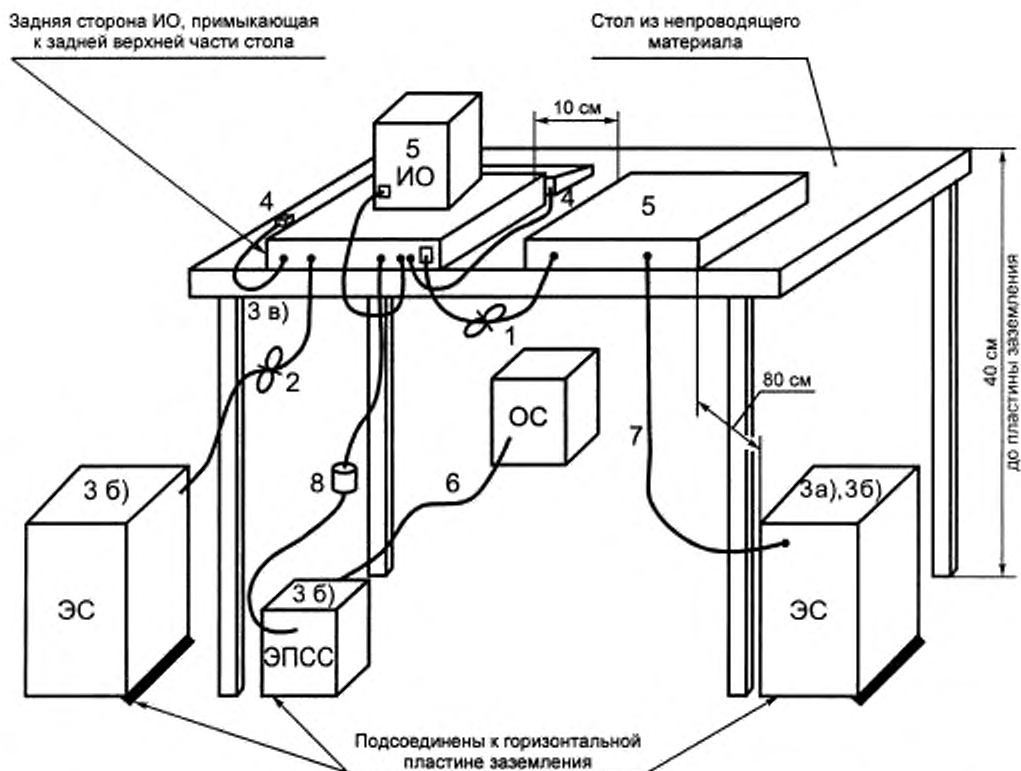 Задняя сторона ИО, примыкающая
к задней верхней части стола
Стол из непроводящего
материала
10 см
5
ИО
4
4
5
3 в)
1
2
ОС
80 см
40 см
до пластины заземления
7
8
6
3 б)
3а),3б)
3 б)
ЭС
ЭПСС
ЭС
Подсоединены к горизонтальной
пластине заземления